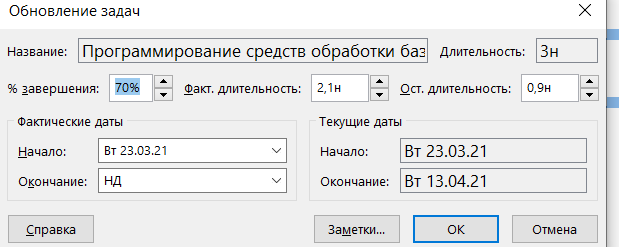 Обновление задач
Название: Программирование средств обработки баз Длительность: 3н
% завершения: 70% Факт. длительность: 2,1н Ост. длительность: 0,9н
Фактические даты Текущие даты
Начало: Вт 23.03.21 Начало: Вт 23.03.21
Окончание: НД Окончание: Вт 13.04.21
Справка Заметки... ОК Отмена